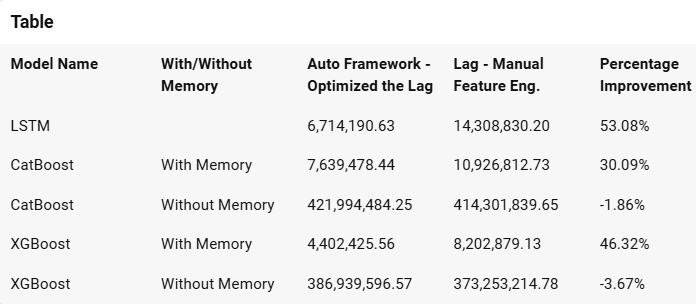 Table
Model Name With/Without Memory Auto Framework - Optimized the Lag Lag - Manual Feature Eng. Percentage Improvement
LSTM 6,714,190.63 14,308,830.20 53.08%
CatBoost With Memory 7,639,478.44 10,926,812.73 30.09%
CatBoost Without Memory 421,994,484.25 414,301,839.65 -1.86%
XGBoost With Memory 4,402,425.56 8,202,879.13 46.32%
XGBoost Without Memory 386,939,596.57 373,253,214.78 -3.67%